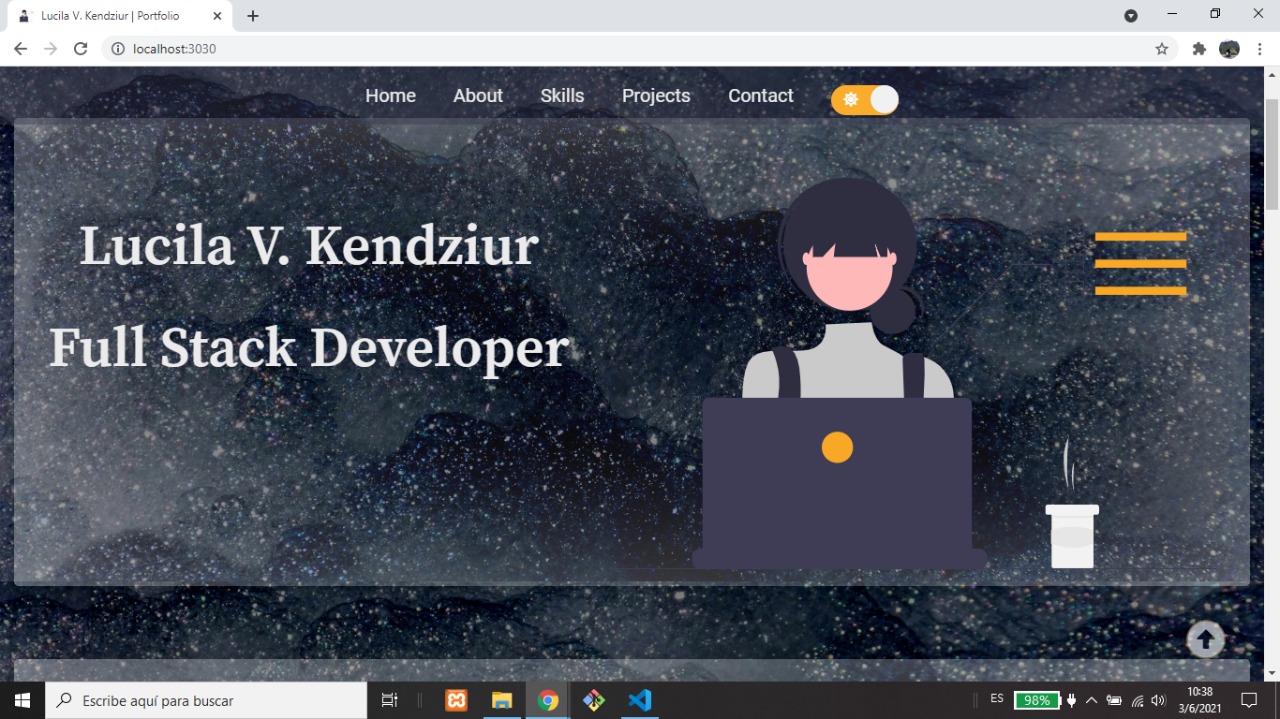 Lucila V. Kendziur | Portfolio
localhost:3030
Home About Skills Projects Contact
Lucila V. Kendziur
Full Stack Developer
Escribe aquí para buscar
ES
98%
10:38
3/6/2021